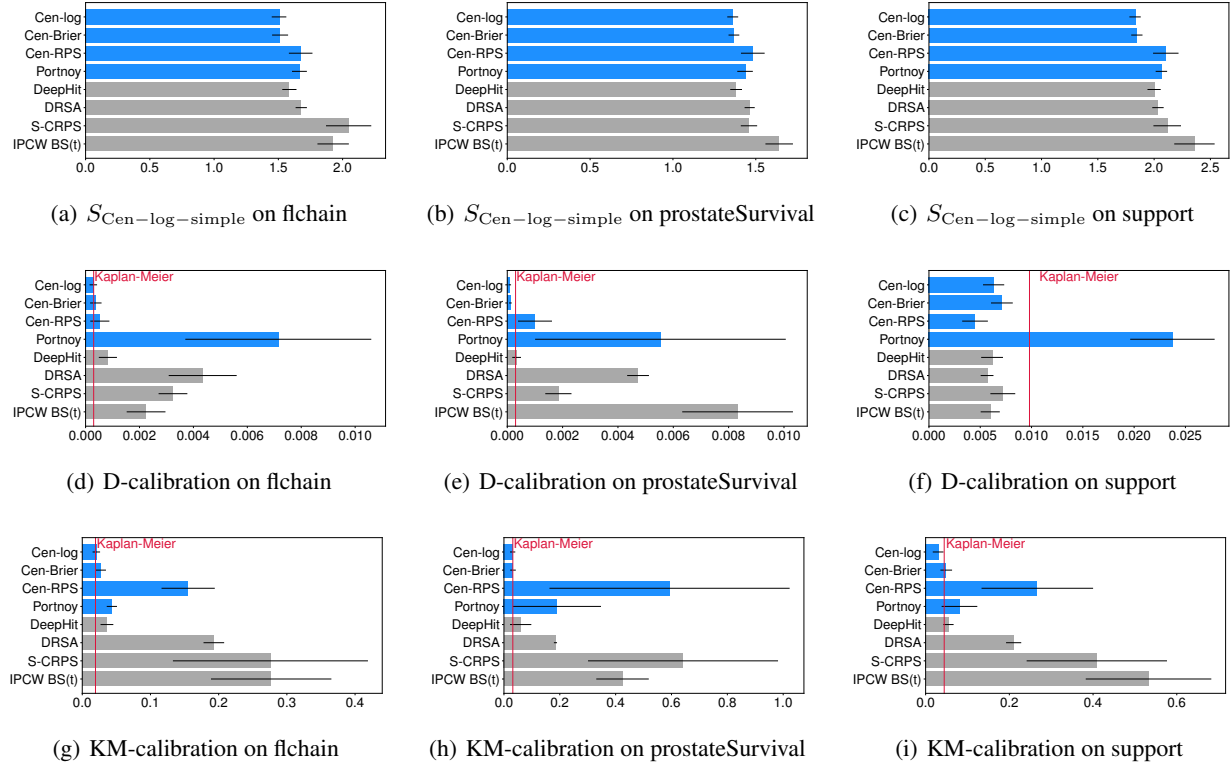 Cen-log
Cen-Brier
Cen-RPS
Portnoy
DeepHit
DRSA
S-CRPS
IPCW BS(t)
0.0 0.5 1.0 1.5 2.0
(a) S_Cen−log−simple on flchain
Cen-log
Cen-Brier
Cen-RPS
Portnoy
DeepHit
DRSA
S-CRPS
IPCW BS(t)
0.0 0.5 1.0 1.5
(b) S_Cen−log−simple on prostateSurvival
Cen-log
Cen-Brier
Cen-RPS
Portnoy
DeepHit
DRSA
S-CRPS
IPCW BS(t)
0.0 0.5 1.0 1.5 2.0 2.5
(c) S_Cen−log−simple on support
Kaplan-Meier
Cen-log
Cen-Brier
Cen-RPS
Portnoy
DeepHit
DRSA
S-CRPS
IPCW BS(t)
0.000 0.002 0.004 0.006 0.008 0.010
(d) D-calibration on flchain
Kaplan-Meier
Cen-log
Cen-Brier
Cen-RPS
Portnoy
DeepHit
DRSA
S-CRPS
IPCW BS(t)
0.000 0.002 0.004 0.006 0.008 0.010
(e) D-calibration on prostateSurvival
Kaplan-Meier
Cen-log
Cen-Brier
Cen-RPS
Portnoy
DeepHit
DRSA
S-CRPS
IPCW BS(t)
0.000 0.005 0.010 0.015 0.020 0.025
(f) D-calibration on support
Kaplan-Meier
Cen-log
Cen-Brier
Cen-RPS
Portnoy
DeepHit
DRSA
S-CRPS
IPCW BS(t)
0.0 0.1 0.2 0.3 0.4
(g) KM-calibration on flchain
Kaplan-Meier
Cen-log
Cen-Brier
Cen-RPS
Portnoy
DeepHit
DRSA
S-CRPS
IPCW BS(t)
0.0 0.2 0.4 0.6 0.8 1.0
(h) KM-calibration on prostateSurvival
Kaplan-Meier
Cen-log
Cen-Brier
Cen-RPS
Portnoy
DeepHit
DRSA
S-CRPS
IPCW BS(t)
0.0 0.2 0.4 0.6
(i) KM-calibration on support